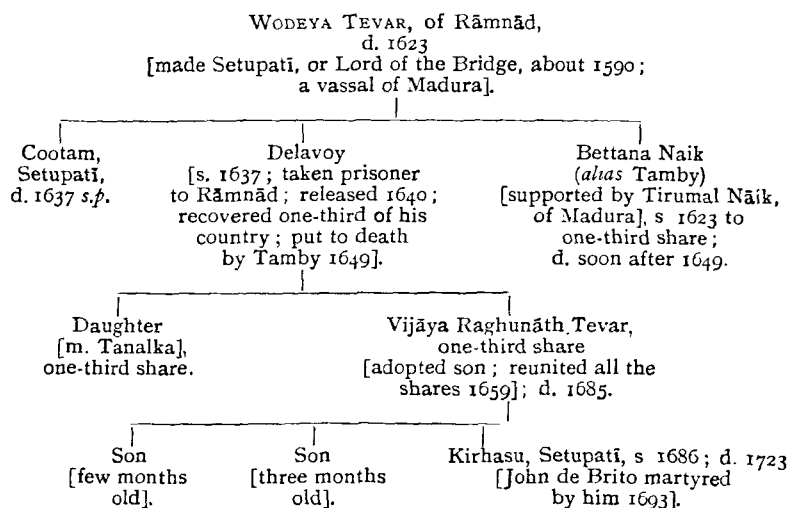 WODEYA TEVAR, of Rāmnād,
d. 1623
[made Setupatī, or Lord of the Bridge, about 1590 ;
a vassal of Madura].
Cootam,
Setupatī,
d. 1637 s.p.
Delavoy
[s. 1637 ; taken prisoner
to Rāmnād ; released 1640 ;
recovered one-third of his
country ; put to death
by Tamby 1649].
Bettana Naik
(alias Tamby)
[supported by Tirumal Nāik,
of Madura], s 1623 to
one-third share ;
d. soon after 1649.
Daughter
[m. Tanalka],
one-third share.
Vijāya Raghunáth Tevar,
one-third share
[adopted son ; reunited all the
shares 1659] ; d. 1685.
Son
[few months
old].
Son
[three months
old].
Kirhasu, Setupatī, s 1686 ; d. 1723
[John de Brito martyred
by him 1693].